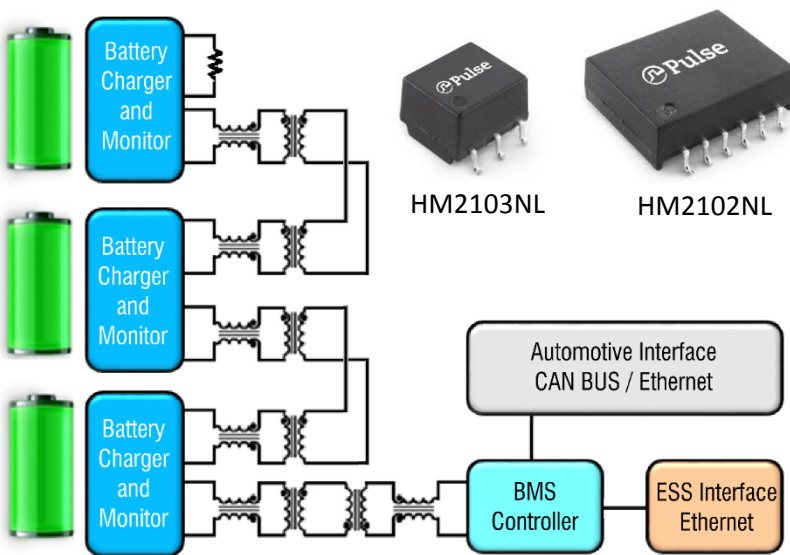 Battery
Charger
and
Monitor
Pulse
Pulse
HM2103NL
HM2102NL
Battery
Charger
and
Monitor
Automotive Interface
CAN BUS / Ethernet
Battery
Charger
and
Monitor
BMS
Controller
ESS Interface
Ethernet